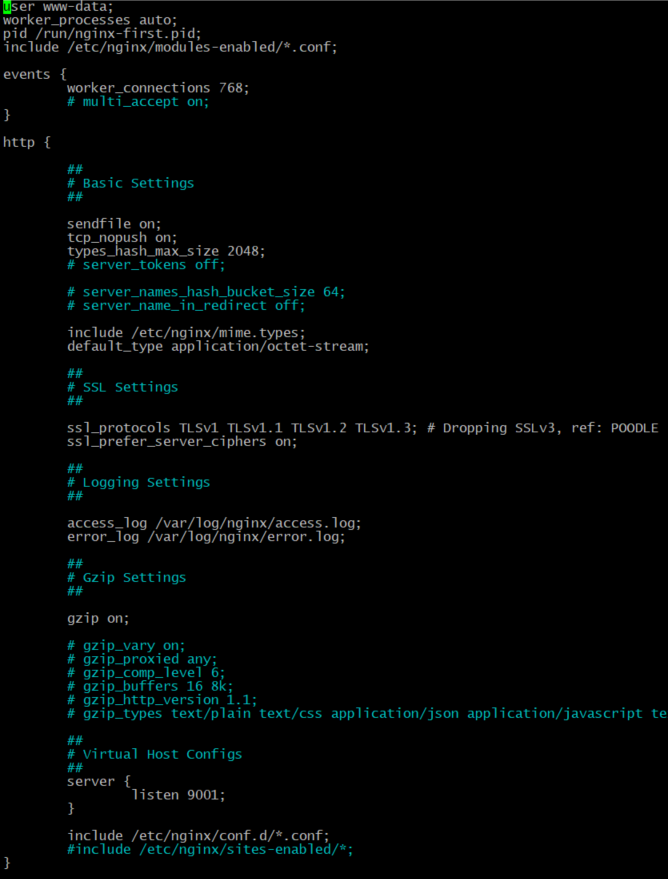 user www-data;
worker_processes auto;
pid /run/nginx-first.pid;
include /etc/nginx/modules-enabled/*.conf;
events {
worker_connections 768;
# multi_accept on;
}
http {
##
# Basic Settings
##
sendfile on;
tcp_nopush on;
types_hash_max_size 2048;
# server_tokens off;
# server_names_hash_bucket_size 64;
# server_name_in_redirect off;
include /etc/nginx/mime.types;
default_type application/octet-stream;
##
# SSL Settings
##
ssl_protocols TLSv1 TLSv1.1 TLSv1.2 TLSv1.3; # Dropping SSLv3, ref: POODLE
ssl_prefer_server_ciphers on;
##
# Logging Settings
##
access_log /var/log/nginx/access.log;
error_log /var/log/nginx/error.log;
##
# Gzip Settings
##
gzip on;
# gzip_vary on;
# gzip_proxied any;
# gzip_comp_level 6;
# gzip_buffers 16 8k;
# gzip_http_version 1.1;
# gzip_types text/plain text/css application/json application/javascript te
##
# Virtual Host Configs
##
server {
listen 9001;
}
include /etc/nginx/conf.d/*.conf;
#include /etc/nginx/sites-enabled/*;
}